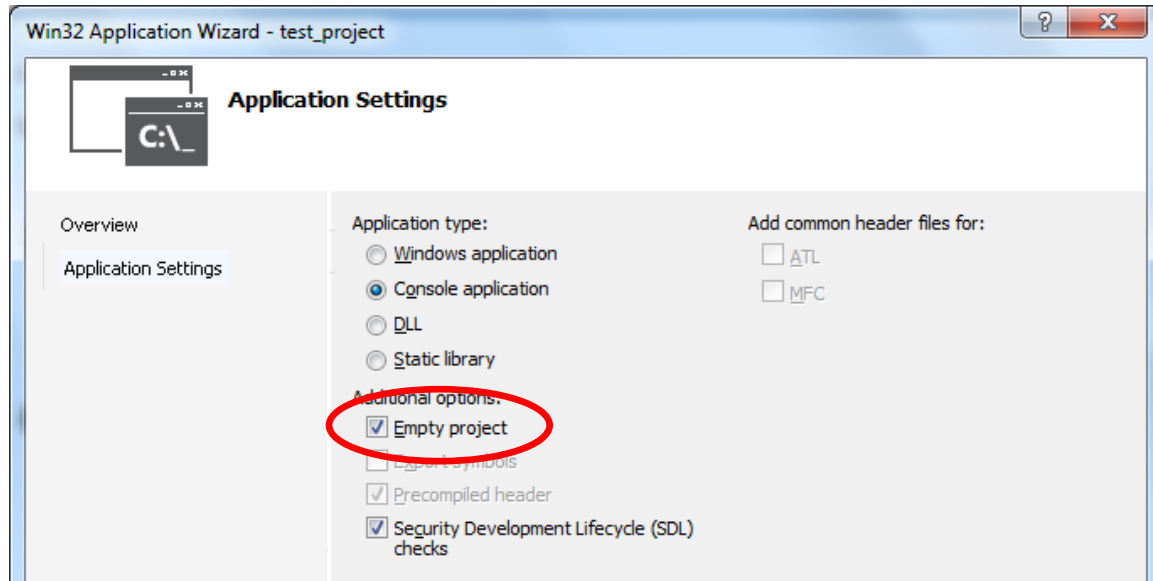 Win32 Application Wizard - test_project
C:\_
Application Settings
Overview
Application Settings
Application type:
Windows application
Console application
DLL
Static library
Additional options:
Empty project
Export symbols
Precompiled header
Security Development Lifecycle (SDL)
checks
Add common header files for:
ATL
MFC